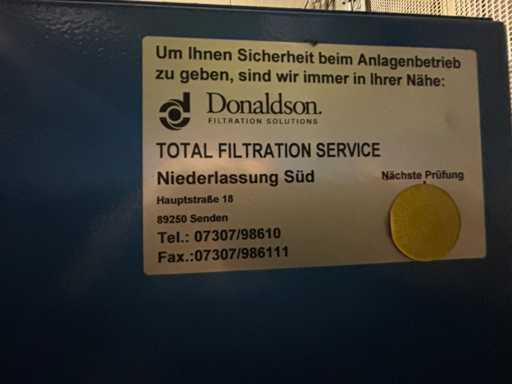 Um Ihnen Sicherheit beim Anlagenbetrieb
zu geben, sind wir immer in Ihrer Nähe:
Donaldson.
FILTRATION SOLUTIONS
TOTAL FILTRATION SERVICE
Niederlassung Süd
Nächste Prüfung
Hauptstraße 18
89250 Senden
Tel.: 07307/98610
Fax.:07307/986111